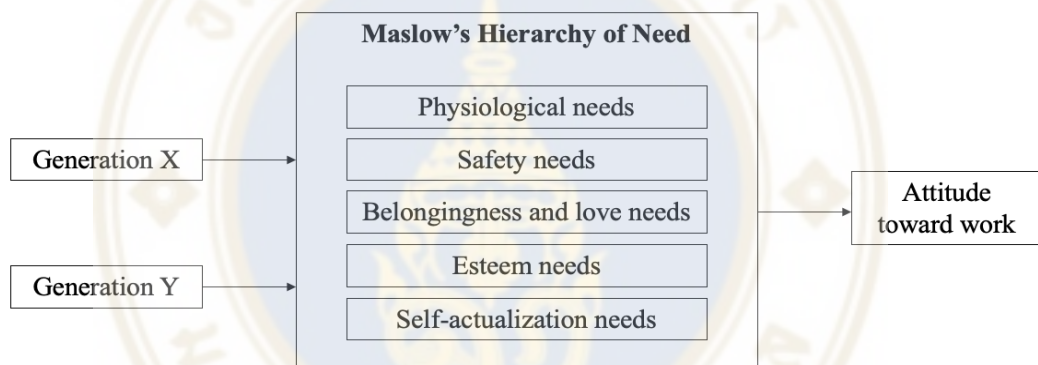 Maslow's Hierarchy of Need
Physiological needs
Safety needs
Belongingness and love needs
Esteem needs
Self-actualization needs
Generation X
Generation Y
Attitude
toward work